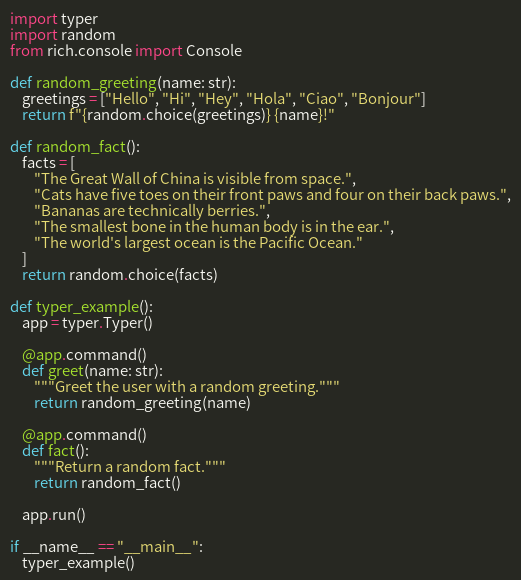 import typer
import random
from rich.console import Console

def random_greeting(name: str):
    greetings = ["Hello", "Hi", "Hey", "Hola", "Ciao", "Bonjour"]
    return f"{random.choice(greetings)} {name}!"

def random_fact():
    facts = [
        "The Great Wall of China is visible from space.",
        "Cats have five toes on their front paws and four on their back paws.",
        "Bananas are technically berries.",
        "The smallest bone in the human body is in the ear.",
        "The world's largest ocean is the Pacific Ocean."
    ]
    return random.choice(facts)

def typer_example():
    app = typer.Typer()

    @app.command()
    def greet(name: str):
        """Greet the user with a random greeting."""
        return random_greeting(name)

    @app.command()
    def fact():
        """Return a random fact."""
        return random_fact()

    app.run()

if __name__ == "__main__":
    typer_example()